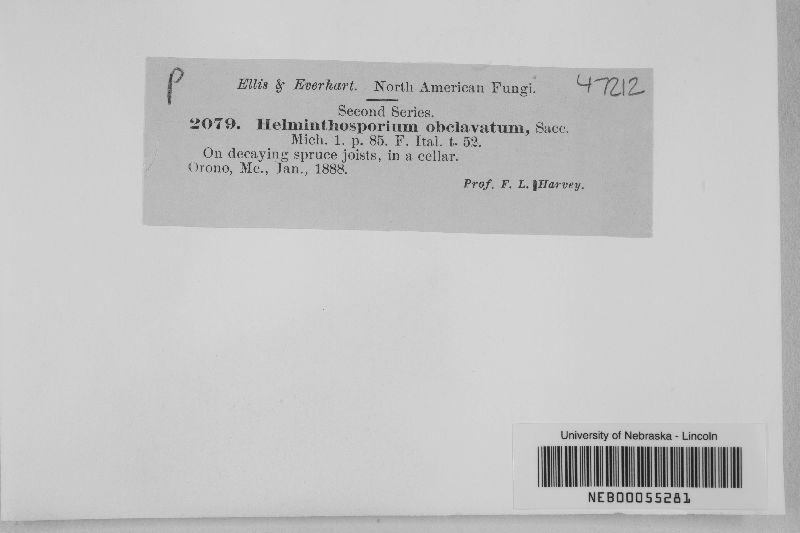 P
Ellis & Everhart. North American Fungi.
47212
Second Series.
2079. Helminthosporium obclavatum, Sacc.
Mich. 1. p. 85. F. Ital. t. 52.
On decaying spruce joists, in a cellar.
Orono, Me., Jan., 1888.
Prof. F. L. Harvey.
University of Nebraska - Lincoln
NEB00055281